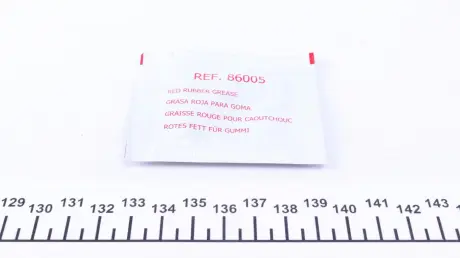 REF. 86005
RED RUBBER GREASE
GRASA ROJA PARA GOMA
GRAISSE ROUGE POUR CAOUTCHOUC
ROTES FETT FÜR GUMMI
129 130 131 132 133 134 135 136 137 138 139 140 141 142 143